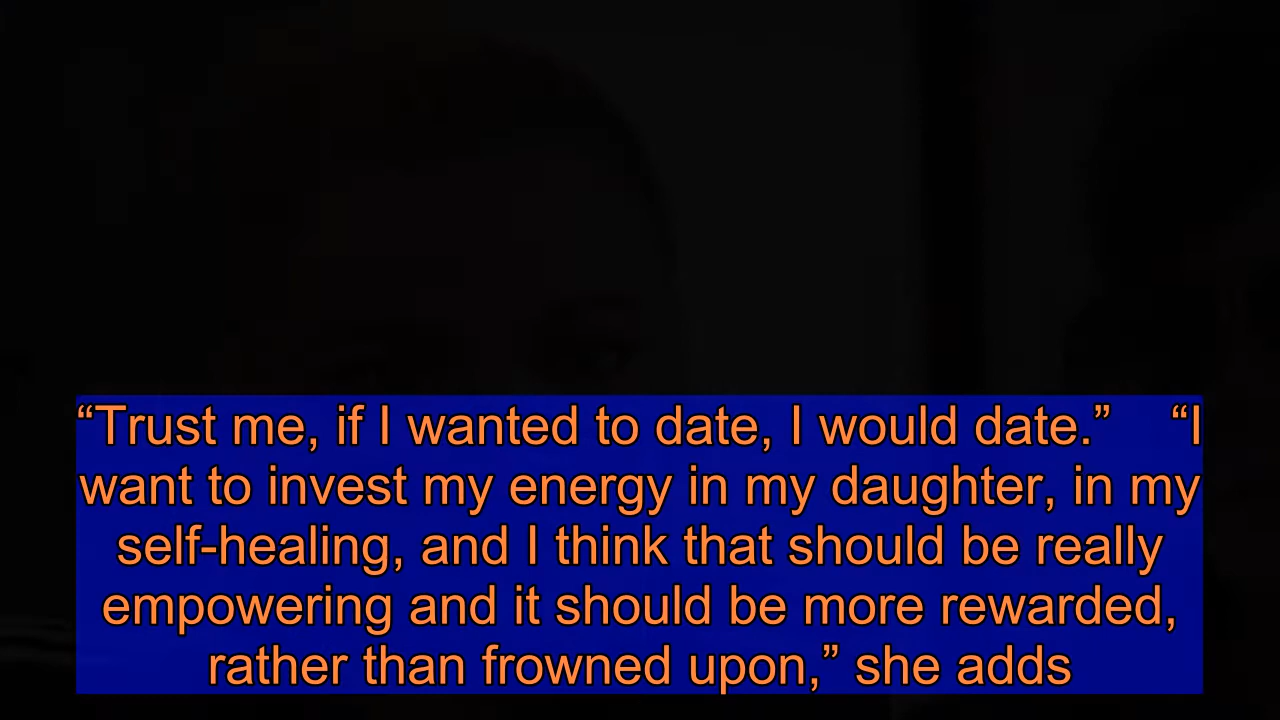 “Trust me, if I wanted to date, I would date.”    “I
want to invest my energy in my daughter, in my
self-healing, and I think that should be really
empowering and it should be more rewarded,
rather than frowned upon,” she adds